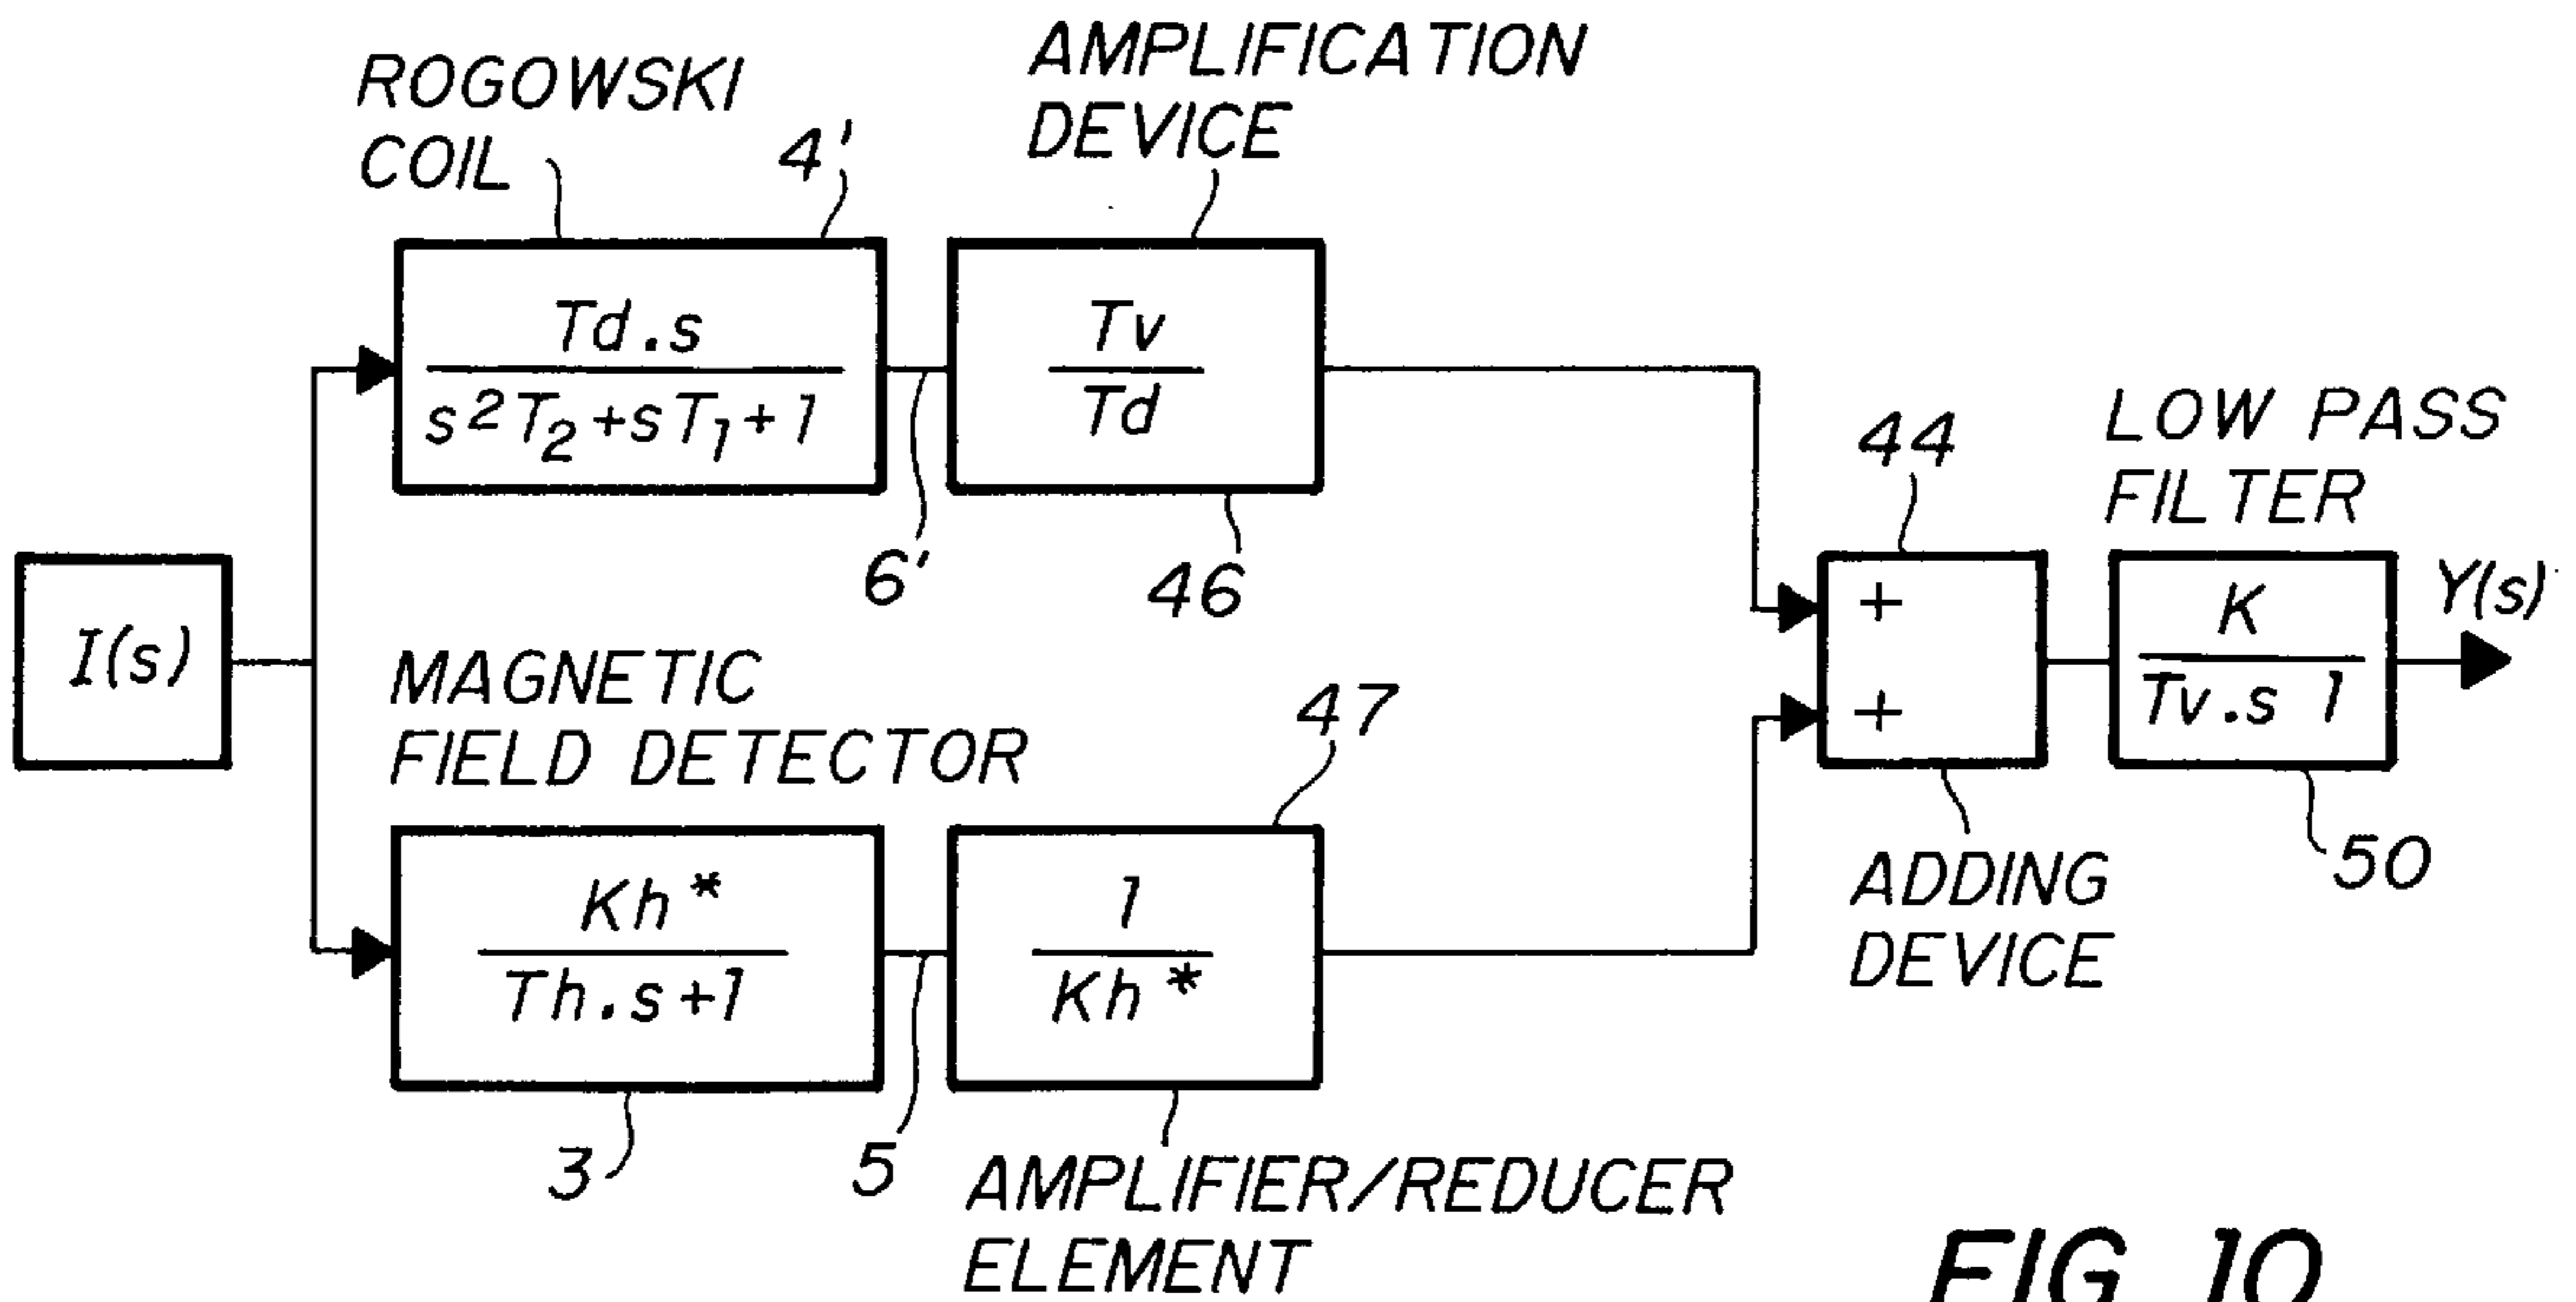 ROGOWSKI
COIL
4'
AMPLIFICATION
DEVICE
Td.s
s²T₂+sT₁+1
Tv
Td
6'
46
I(s)
44
+
+
LOW PASS
FILTER
K
Tv.s 1
Y(s)
MAGNETIC
FIELD DETECTOR
47
Kh*
Th.s+1
1
Kh*
3
5
AMPLIFIER/REDUCER
ELEMENT
ADDING
DEVICE
50
FIG 10